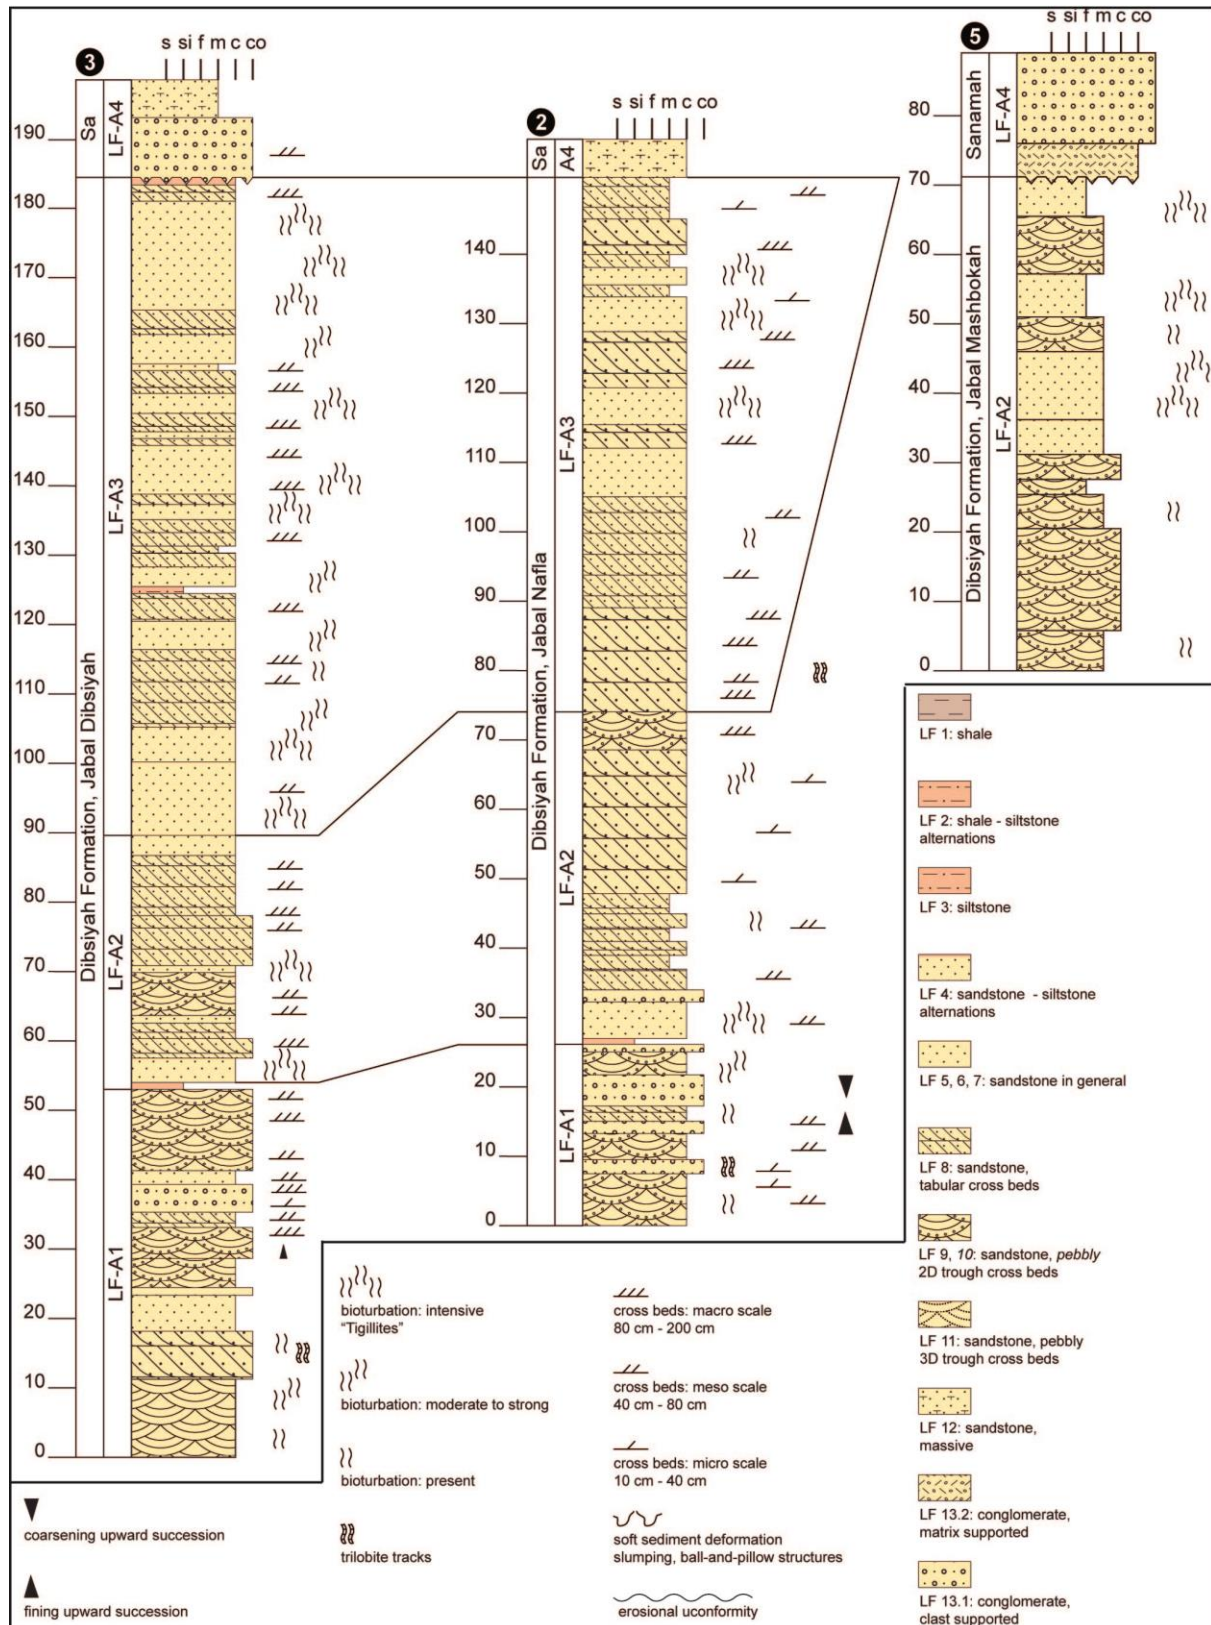 3
s si f m c co
Sa
LF-A4
190
180
170
160
150
140
130
120
110
100
90
80
70
60
50
40
30
20
10
0
LF-A3
LF-A2
LF-A1
Dibsiyah Formation, Jabal Dibsiyah
2
s si f m c co
Sa
A4
140
130
120
110
100
90
80
70
60
50
40
30
20
10
0
LF-A3
LF-A2
LF-A1
Dibsiyah Formation, Jabal Nafla
5
s si f m c co
Sanamah
LF-A4
80
70
60
50
40
30
20
10
0
LF-A2
Dibsiyah Formation, Jabal Mashbokah
coarsening upward succession
fining upward succession
bioturbation: intensive
"Tigillites"
bioturbation: moderate to strong
bioturbation: present
trilobite tracks
cross beds: macro scale
80 cm - 200 cm
cross beds: meso scale
40 cm - 80 cm
cross beds: micro scale
10 cm - 40 cm
soft sediment deformation
slumping, ball-and-pillow structures
erosional uconformity
LF 1: shale
LF 2: shale - siltstone
alternations
LF 3: siltstone
LF 4: sandstone - siltstone
alternations
LF 5, 6, 7: sandstone in general
LF 8: sandstone,
tabular cross beds
LF 9, 10: sandstone, pebbly
2D trough cross beds
LF 11: sandstone, pebbly
3D trough cross beds
LF 12: sandstone,
massive
LF 13.2: conglomerate,
matrix supported
LF 13.1: conglomerate,
clast supported